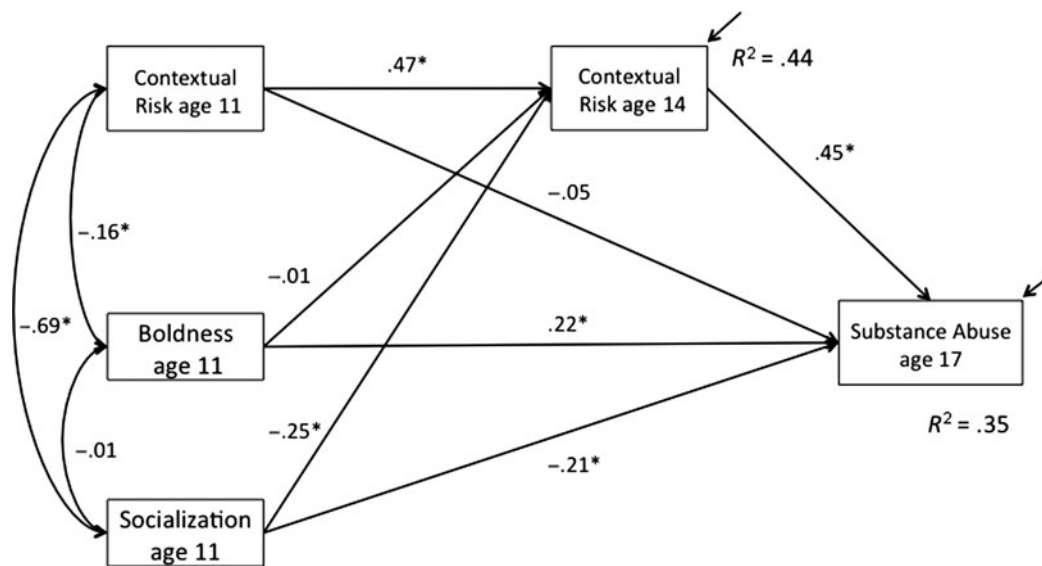 Contextual
Risk age 11
.47*
Contextual
Risk age 14
R² = .44
.45*
–.05
–.16*
–.01
–.69*
Boldness
age 11
.22*
Substance Abuse
age 17
–.25*
–.01
–.21*
R² = .35
Socialization
age 11